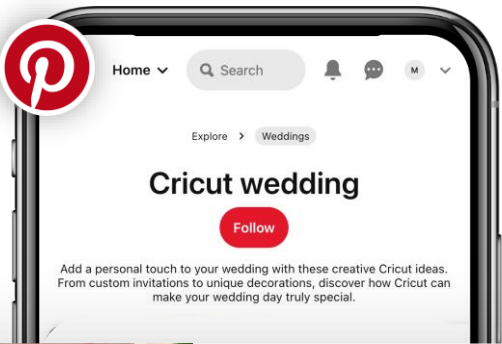 Home
Search
M
Explore > Weddings
Cricut wedding
Follow
Add a personal touch to your wedding with these creative Cricut ideas.
From custom invitations to unique decorations, discover how Cricut can
make your wedding day truly special.